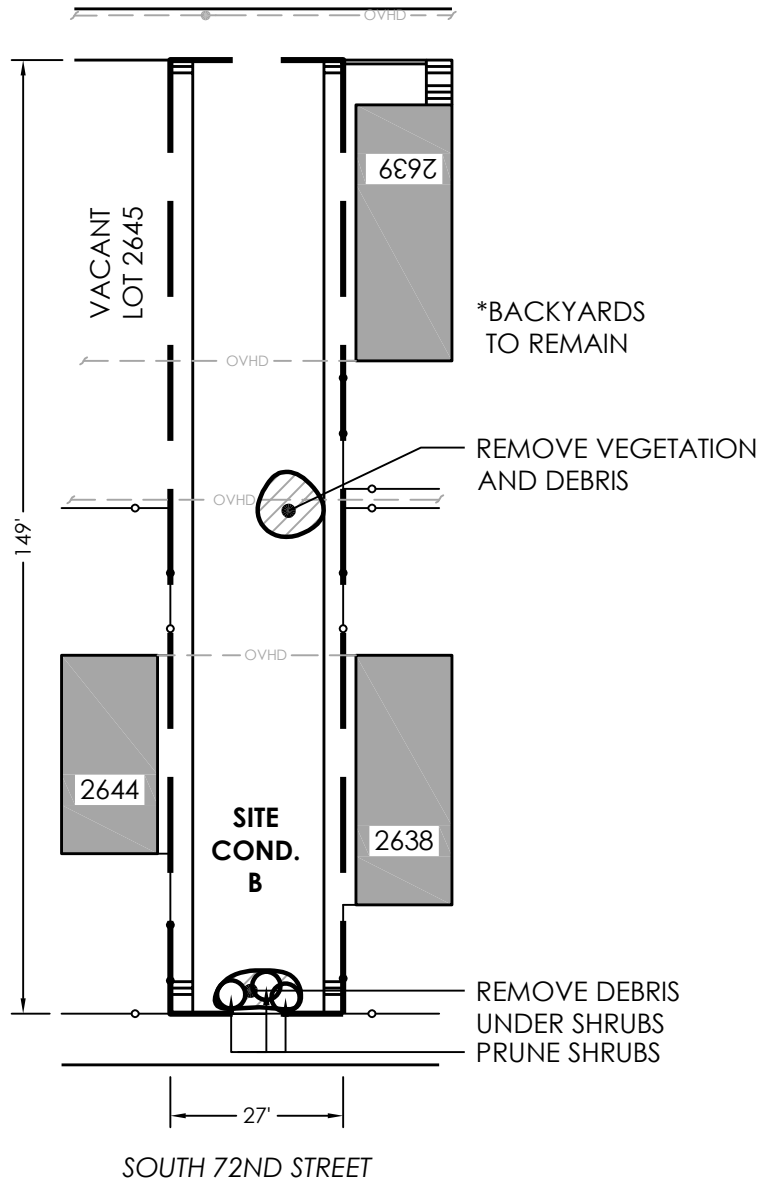 OVHD
2639
VACANT
LOT 2645
*BACKYARDS
TO REMAIN
OVHD
REMOVE VEGETATION
AND DEBRIS
OVHD
149'
OVHD
2644
SITE
COND.
B
2638
REMOVE DEBRIS
UNDER SHRUBS
PRUNE SHRUBS
27'
SOUTH 72ND STREET